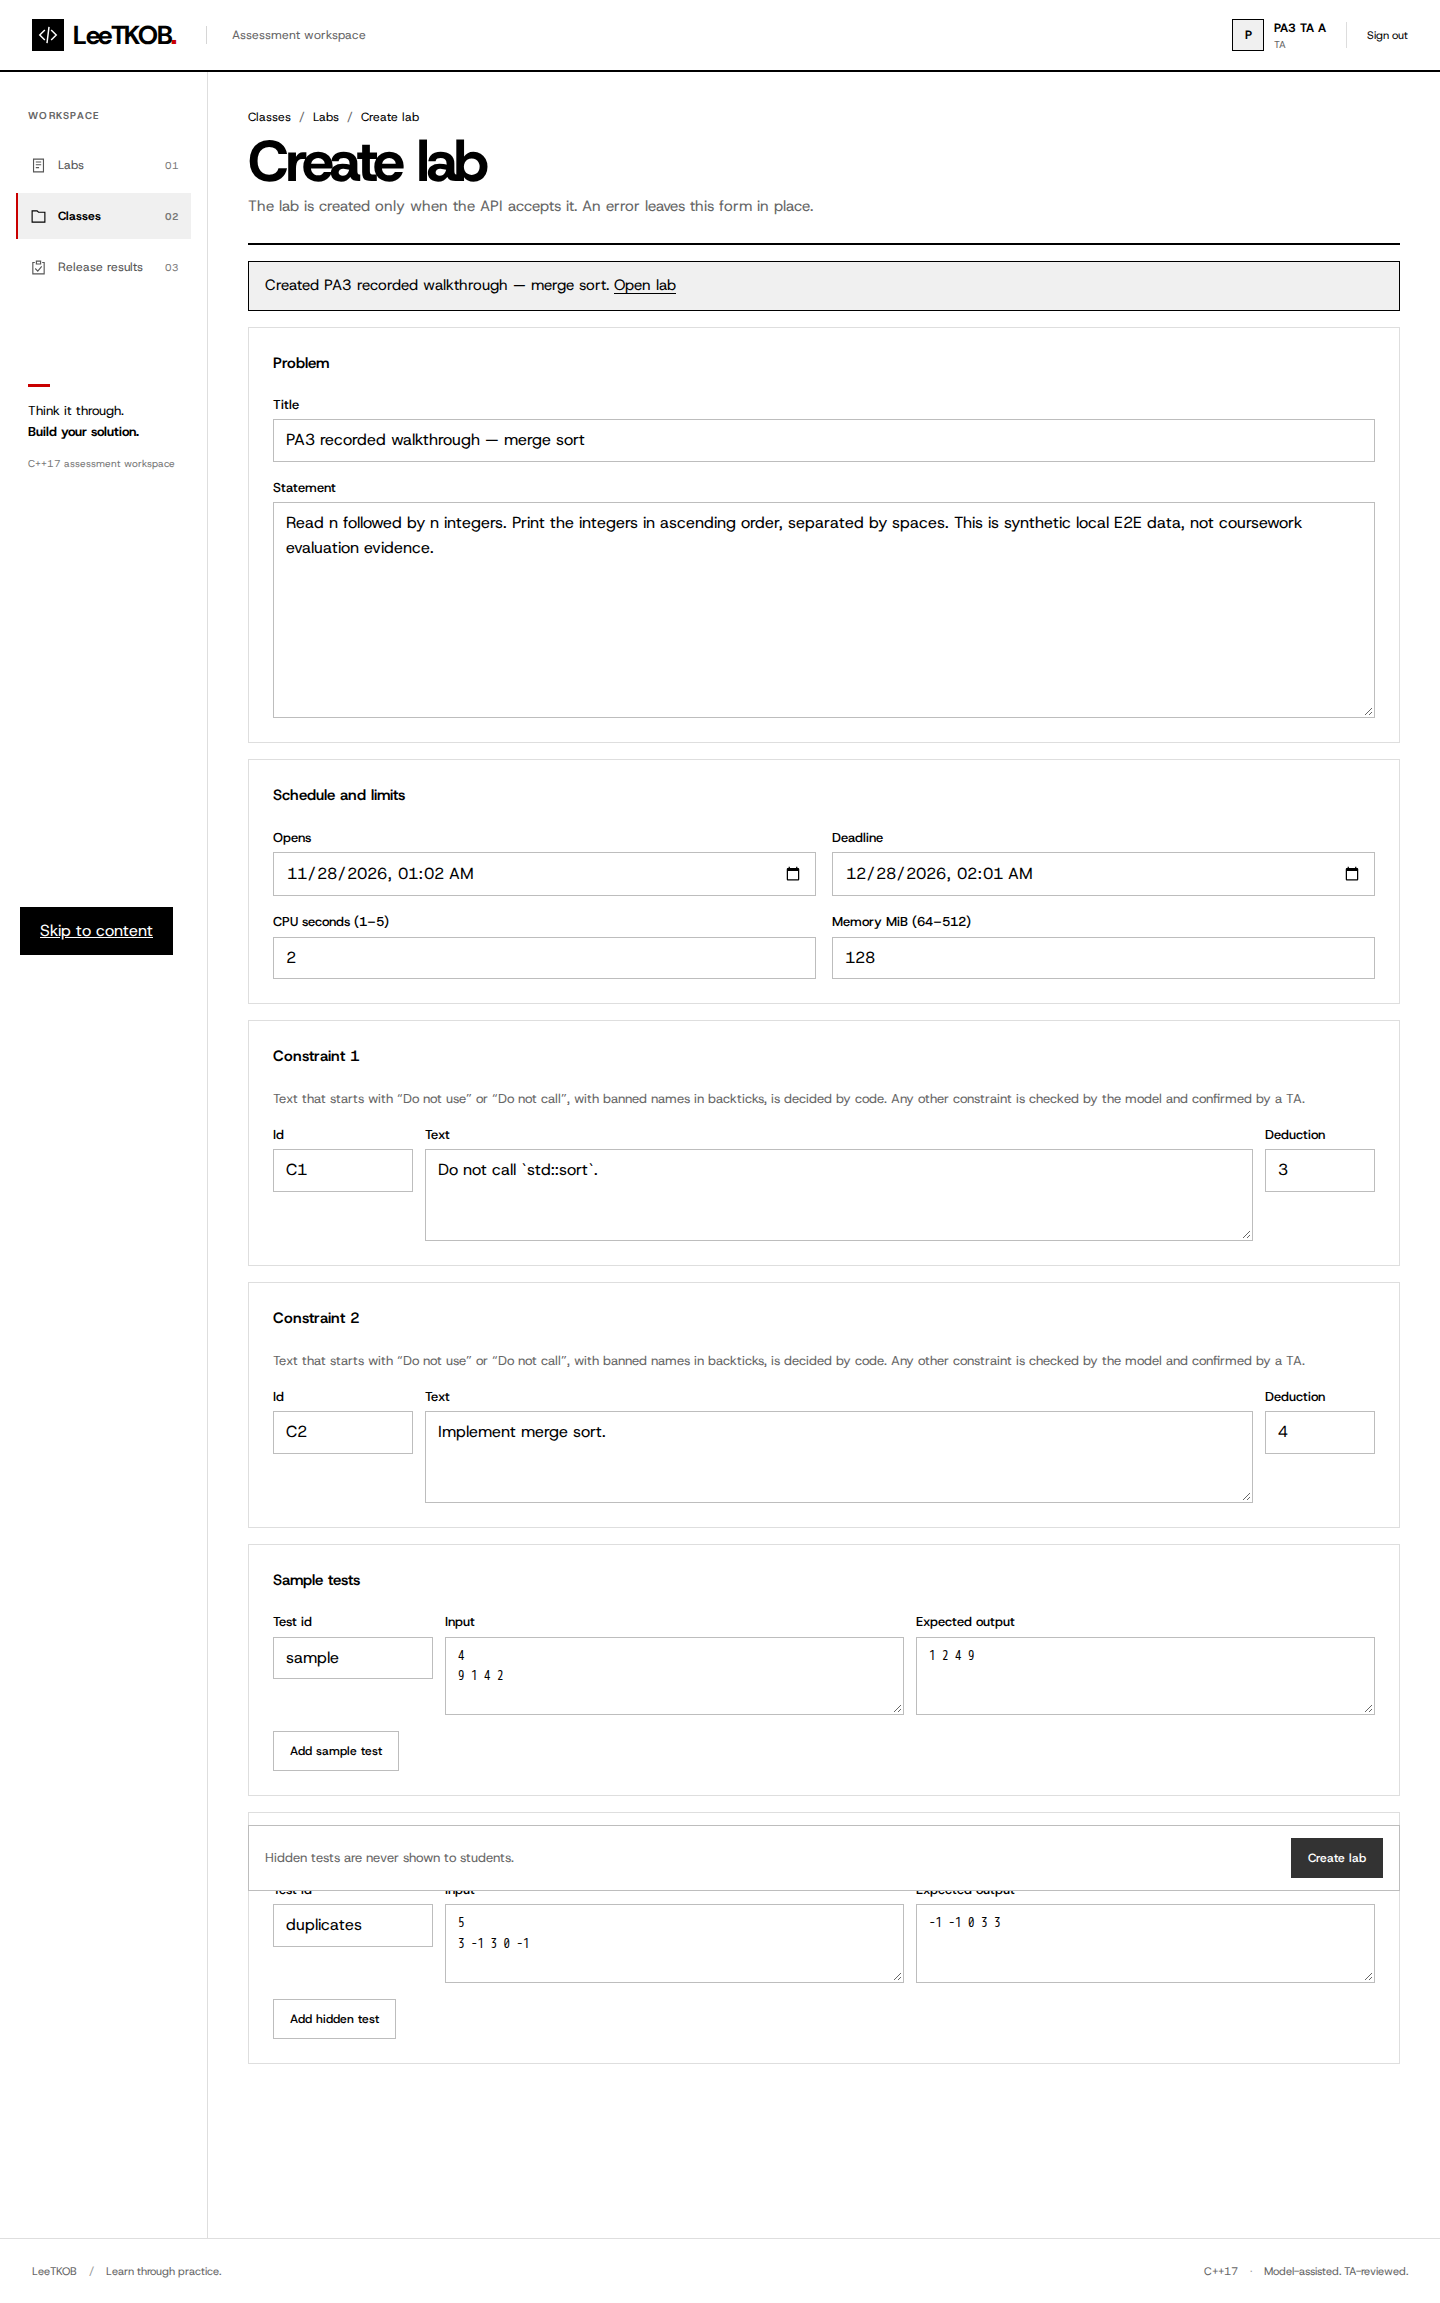 LeeTKOB.
Assessment workspace
P
PA3 TA A
TA
Sign out
WORKSPACE
Labs 01
Classes 02
Release results 03
Think it through.
Build your solution.
C++17 assessment workspace
Skip to content
Classes / Labs / Create lab
Create lab
The lab is created only when the API accepts it. An error leaves this form in place.
Created PA3 recorded walkthrough — merge sort. Open lab
Problem
Title
PA3 recorded walkthrough — merge sort
Statement
Read n followed by n integers. Print the integers in ascending order, separated by spaces. This is synthetic local E2E data, not coursework
evaluation evidence.
Schedule and limits
Opens Deadline
11/28/2026, 01:02 AM 12/28/2026, 02:01 AM
CPU seconds (1–5) Memory MiB (64–512)
2 128
Constraint 1
Text that starts with “Do not use” or “Do not call”, with banned names in backticks, is decided by code. Any other constraint is checked by the model and confirmed by a TA.
Id Text Deduction
C1 Do not call `std::sort`. 3
Constraint 2
Text that starts with “Do not use” or “Do not call”, with banned names in backticks, is decided by code. Any other constraint is checked by the model and confirmed by a TA.
Id Text Deduction
C2 Implement merge sort. 4
Sample tests
Test id Input Expected output
sample 4 1 2 4 9
9 1 4 2
Add sample test
Hidden tests are never shown to students. Create lab
Test id Input Expected output
duplicates 5 -1 -1 0 3 3
3 -1 3 0 -1
Add hidden test
LeeTKOB / Learn through practice.
C++17 · Model-assisted. TA-reviewed.